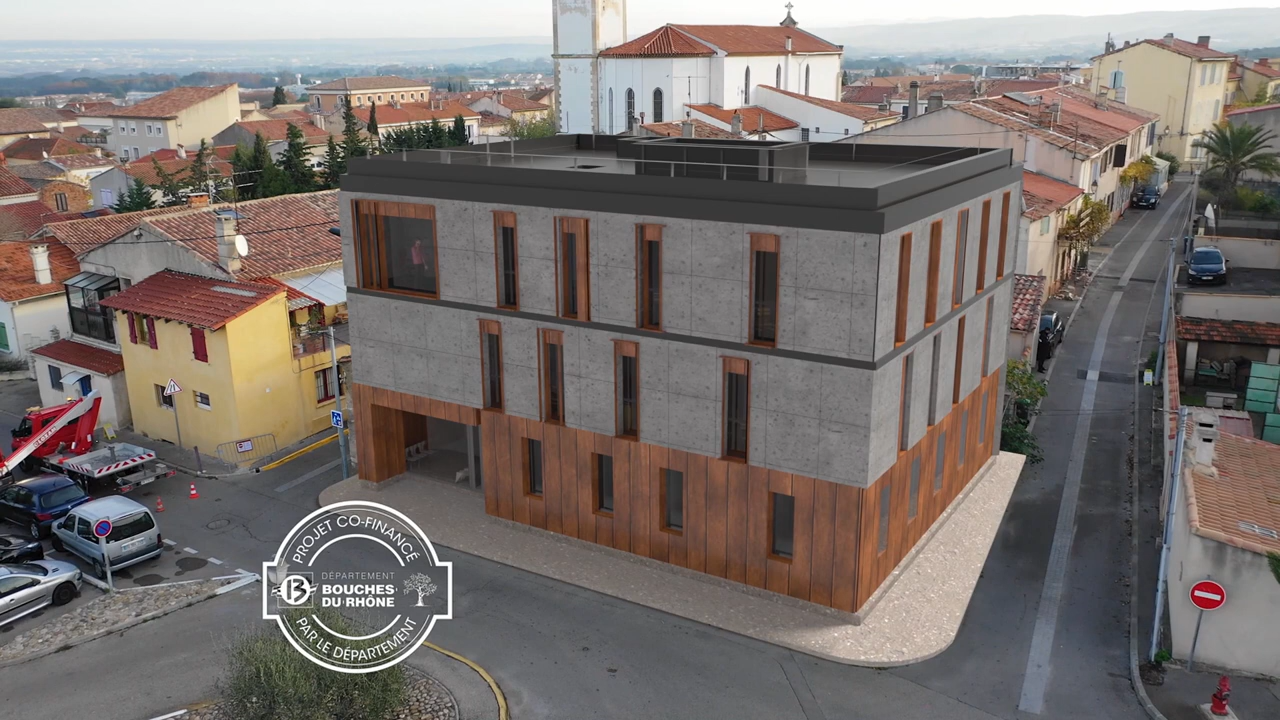 PROJET CO-FINANCÉ
B
DÉPARTEMENT
BOUCHES
DU·RHÔNE
PAR LE DÉPARTEMENT